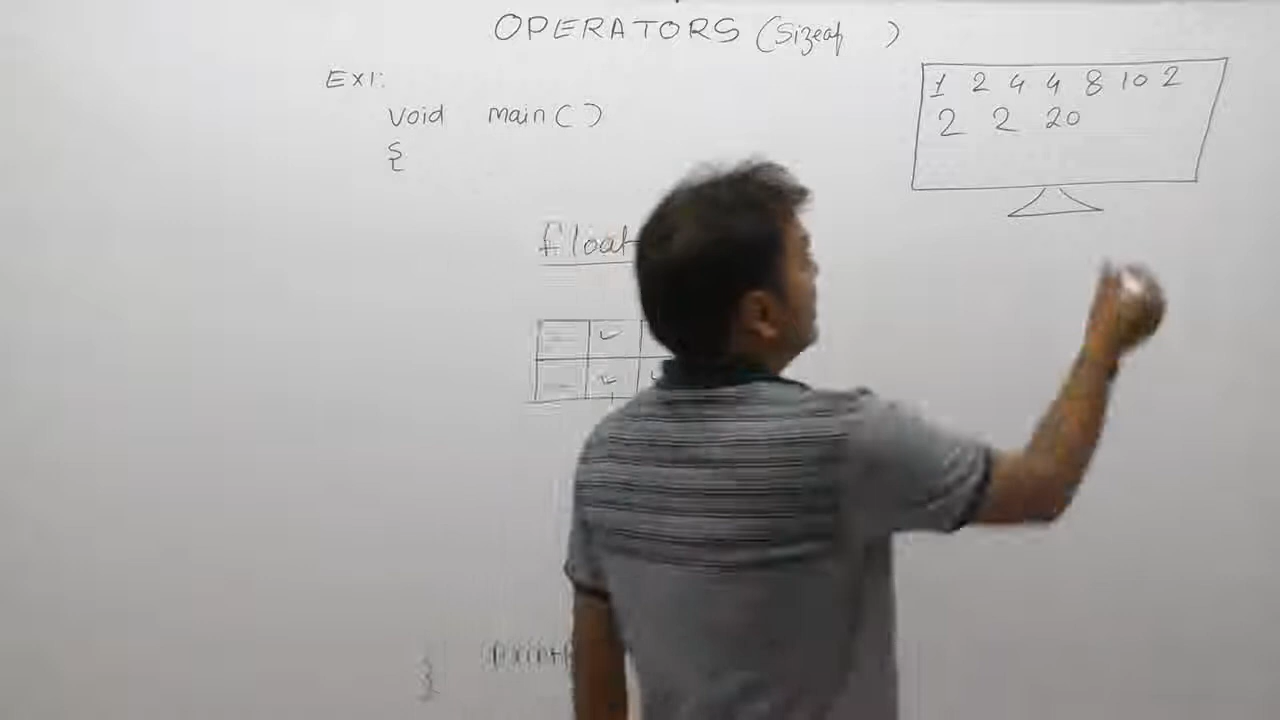 OPERATORS (Sizeof )
EX1:
void main( )
{
1 2 4 4 8 10 2
2 2 20
float
}